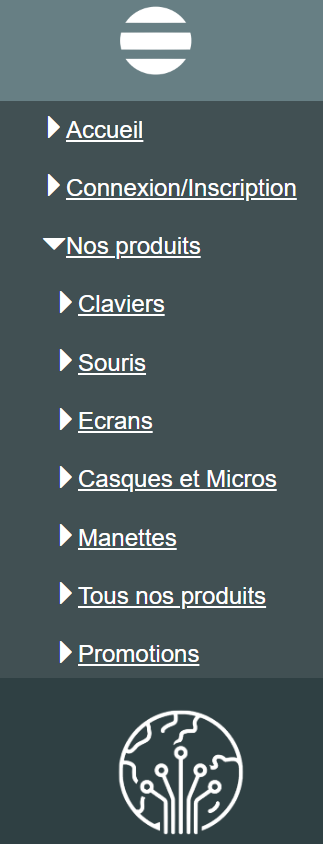 Accueil
Connexion/Inscription
Nos produits
Claviers
Souris
Ecrans
Casques et Micros
Manettes
Tous nos produits
Promotions